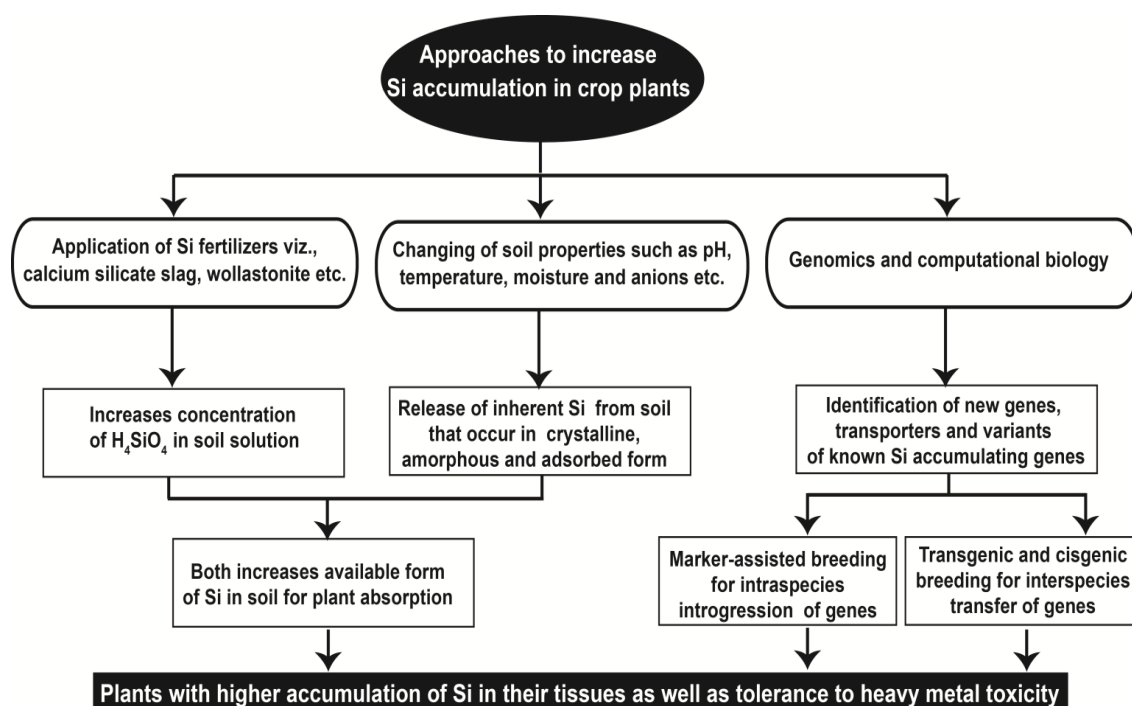 Approaches to increase
Si accumulation in crop plants
Application of Si fertilizers viz.,
calcium silicate slag, wollastonite etc.
Changing of soil properties such as pH,
temperature, moisture and anions etc.
Genomics and computational biology
Increases concentration
of H₄SiO₄ in soil solution
Release of inherent Si from soil
that occur in crystalline,
amorphous and adsorbed form
Identification of new genes,
transporters and variants
of known Si accumulating genes
Both increases available form
of Si in soil for plant absorption
Marker-assisted breeding
for intraspecies
introgression of genes
Transgenic and cisgenic
breeding for interspecies
transfer of genes
Plants with higher accumulation of Si in their tissues as well as tolerance to heavy metal toxicity